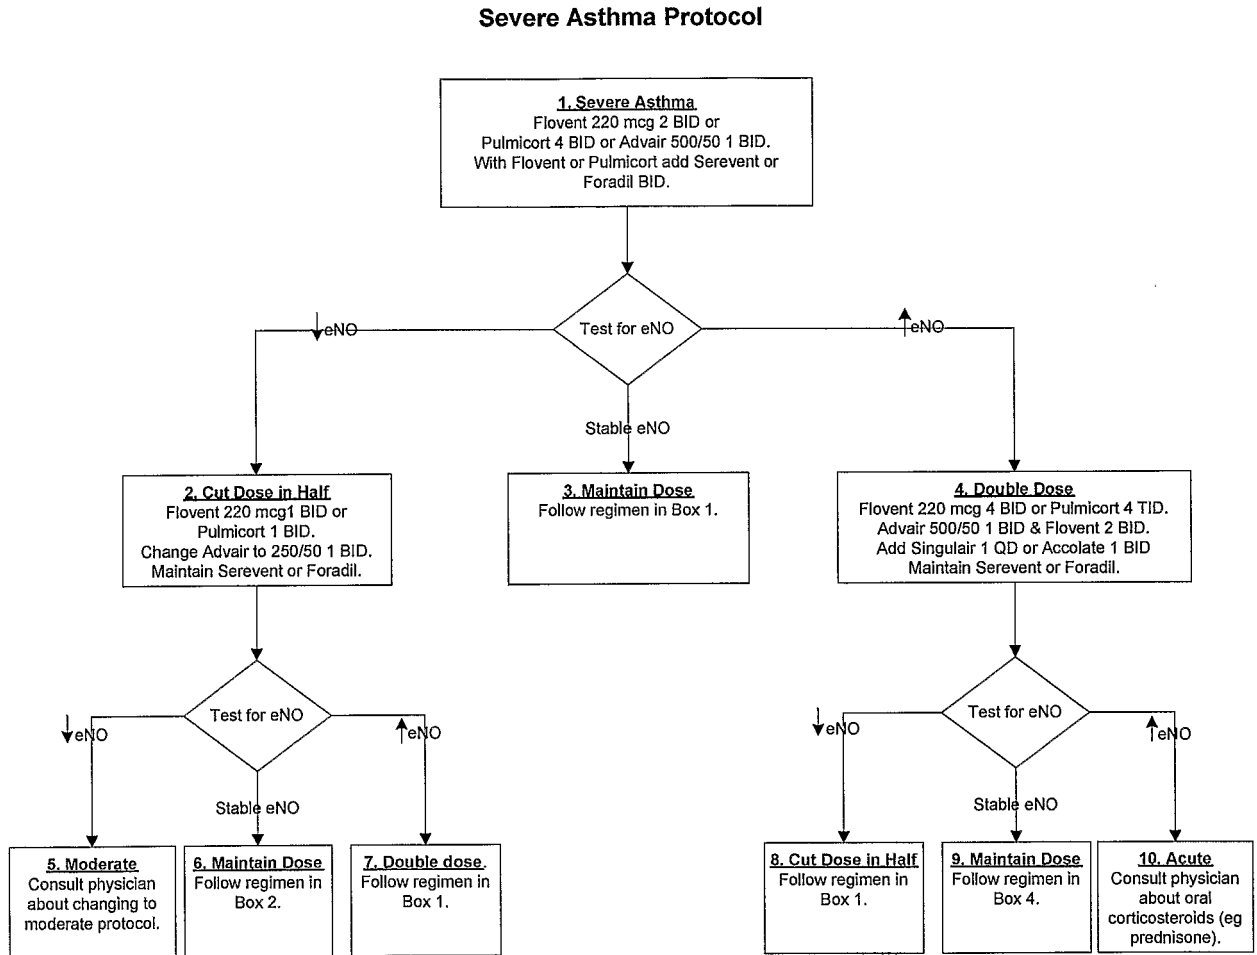 Severe Asthma Protocol
1. Severe Asthma
Flovent 220 mcg 2 BID or
Pulmicort 4 BID or Advair 500/50 1 BID.
With Flovent or Pulmicort add Serevent or
Foradil BID.
Test for eNO
↓eNO
↑eNO
Stable eNO
2. Cut Dose in Half
Flovent 220 mcg1 BID or
Pulmicort 1 BID.
Change Advair to 250/50 1 BID.
Maintain Serevent or Foradil.
3. Maintain Dose
Follow regimen in Box 1.
4. Double Dose
Flovent 220 mcg 4 BID or Pulmicort 4 TID.
Advair 500/50 1 BID & Flovent 2 BID.
Add Singulair 1 QD or Accolate 1 BID
Maintain Serevent or Foradil.
Test for eNO
↓eNO
↑eNO
Stable eNO
Test for eNO
↓eNO
↑eNO
Stable eNO
5. Moderate
Consult physician
about changing to
moderate protocol.
6. Maintain Dose
Follow regimen in
Box 2.
7. Double dose.
Follow regimen in
Box 1.
8. Cut Dose in Half
Follow regimen in
Box 1.
9. Maintain Dose
Follow regimen in
Box 4.
10. Acute
Consult physician
about oral
corticosteroids (eg
prednisone).